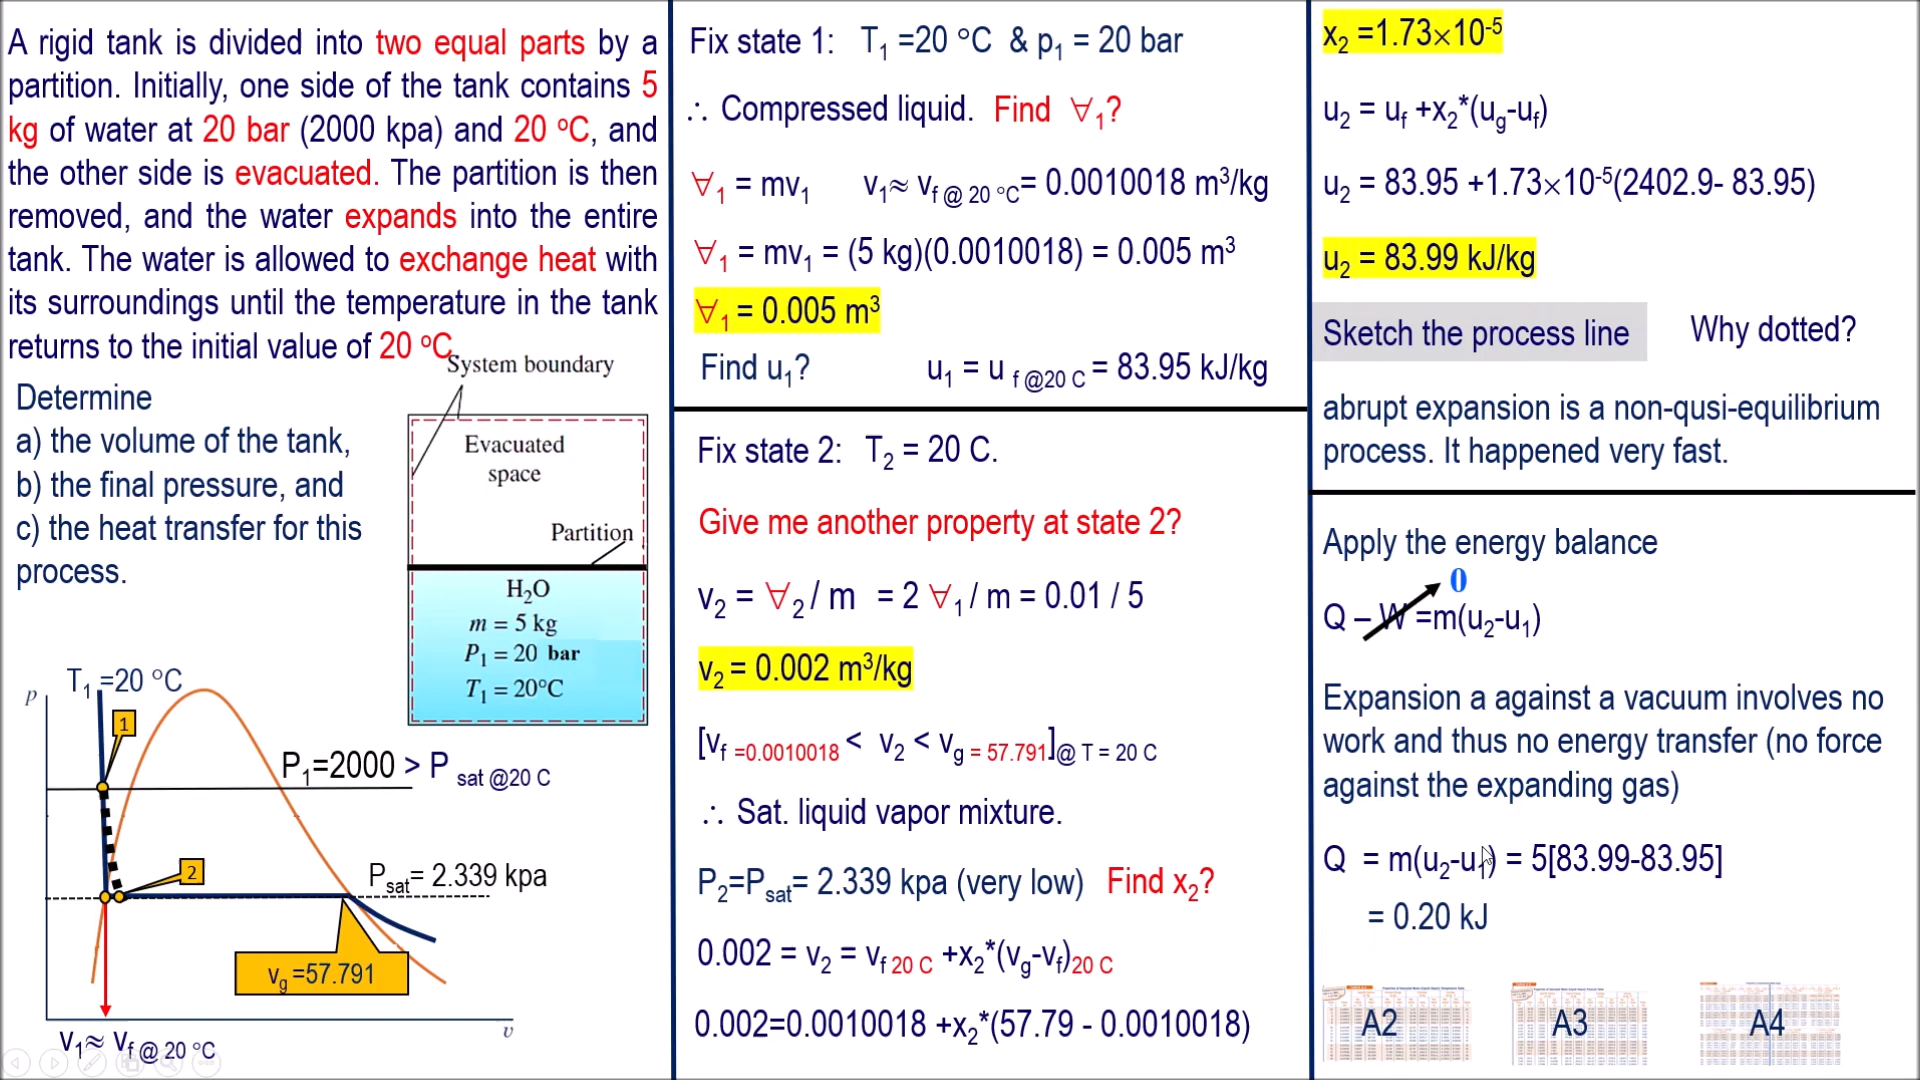 A rigid tank is divided into two equal parts by a
partition. Initially, one side of the tank contains 5
kg of water at 20 bar (2000 kpa) and 20 ºC, and
the other side is evacuated. The partition is then
removed, and the water expands into the entire
tank. The water is allowed to exchange heat with
its surroundings until the temperature in the tank
returns to the initial value of 20 ºC
Determine
a) the volume of the tank,
b) the final pressure, and
c) the heat transfer for this
process.
System boundary
Evacuated
space
Partition
H₂O
m = 5 kg
P₁ = 20 bar
T₁ = 20°C
T₁ =20 °C
p
1
P₁=2000 > P sat @20 C
2
Psat= 2.339 kpa
vg =57.791
v
v₁≈ vf @ 20 °C
Fix state 1: T₁ =20 °C & p₁ = 20 bar
∴ Compressed liquid. Find ∀₁?
∀₁ = mv₁ v₁≈ vf @ 20 °C= 0.0010018 m³/kg
∀₁ = mv₁ = (5 kg)(0.0010018) = 0.005 m³
∀₁ = 0.005 m³
Find u₁? u₁ = u f @20 C = 83.95 kJ/kg
Fix state 2: T₂ = 20 C.
Give me another property at state 2?
v₂ = ∀₂ / m = 2 ∀₁ / m = 0.01 / 5
v₂ = 0.002 m³/kg
[vf =0.0010018 < v₂ < vg = 57.791]@ T = 20 C
∴ Sat. liquid vapor mixture.
P₂=Psat= 2.339 kpa (very low) Find x₂?
0.002 = v₂ = vf 20 C +x₂*(vg-vf)20 C
0.002=0.0010018 +x₂*(57.79 - 0.0010018)
x₂ =1.73×10⁻⁵
u₂ = uf +x₂*(ug-uf)
u₂ = 83.95 +1.73×10⁻⁵(2402.9- 83.95)
u₂ = 83.99 kJ/kg
Sketch the process line Why dotted?
abrupt expansion is a non-qusi-equilibrium
process. It happened very fast.
Apply the energy balance
0
Q – W =m(u₂-u₁)
Expansion a against a vacuum involves no
work and thus no energy transfer (no force
against the expanding gas)
Q = m(u₂-u₁) = 5[83.99-83.95]
= 0.20 kJ
A2 A3 A4